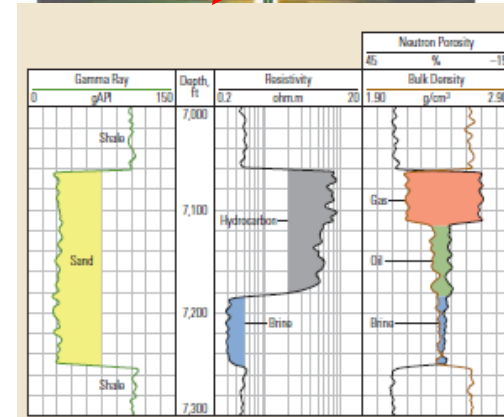 Neutron Porosity
45 % –15
Gamma Ray Depth, ft Resistivity Bulk Density
0 gAPI 150 0.2 ohm.m 20 1.90 g/cm³ 2.90
7,000
Shale
7,100
Gas
Hydrocarbon
Sand
Oil
7,200
Brine
Brine
Shale
7,300